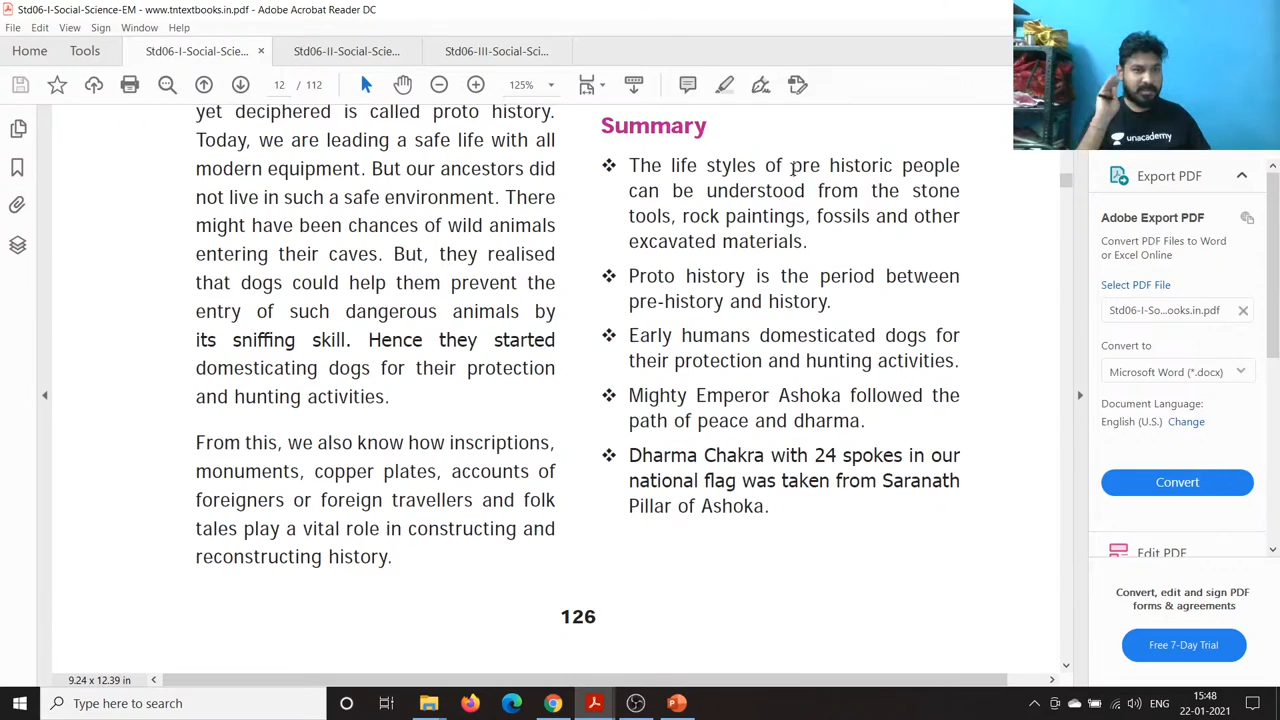 Std06-I-Social-Science-EM - www.tntextbooks.in.pdf - Adobe Acrobat Reader DC
File Edit View Sign Window Help
Home Tools Std06-I-Social-Scie... × Std-II-Social-Scie... Std06-III-Social-Sci...
12 / 112 125%
yet deciphered is called proto history.
Today, we are leading a safe life with all
modern equipment. But our ancestors did
not live in such a safe environment. There
might have been chances of wild animals
entering their caves. But, they realised
that dogs could help them prevent the
entry of such dangerous animals by
its sniffing skill. Hence they started
domesticating dogs for their protection
and hunting activities.
From this, we also know how inscriptions,
monuments, copper plates, accounts of
foreigners or foreign travellers and folk
tales play a vital role in constructing and
reconstructing history.
Summary
❖ The life styles of pre historic people
can be understood from the stone
tools, rock paintings, fossils and other
excavated materials.
❖ Proto history is the period between
pre-history and history.
❖ Early humans domesticated dogs for
their protection and hunting activities.
❖ Mighty Emperor Ashoka followed the
path of peace and dharma.
❖ Dharma Chakra with 24 spokes in our
national flag was taken from Saranath
Pillar of Ashoka.
126
unacademy
Export PDF
Adobe Export PDF
Convert PDF Files to Word
or Excel Online
Select PDF File
Std06-I-So...ooks.in.pdf ×
Convert to
Microsoft Word (*.docx)
Document Language:
English (U.S.) Change
Convert
Edit PDF
Convert, edit and sign PDF
forms & agreements
Free 7-Day Trial
9.24 x 12.39 in
Type here to search
ENG
15:48
22-01-2021